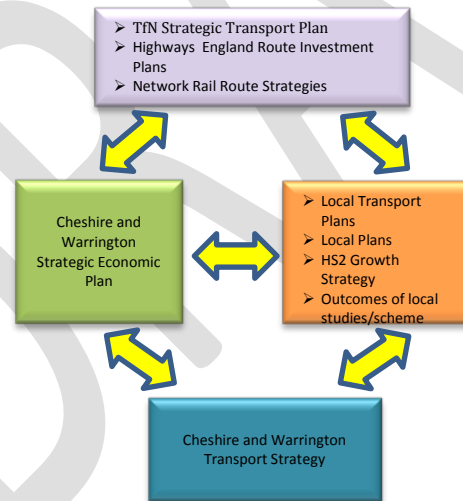 ➢ TfN Strategic Transport Plan
➢ Highways England Route Investment
Plans
➢ Network Rail Route Strategies
Cheshire and
Warrington
Strategic Economic
Plan
➢ Local Transport
Plans
➢ Local Plans
➢ HS2 Growth
Strategy
➢ Outcomes of local
studies/scheme
Cheshire and Warrington
Transport Strategy